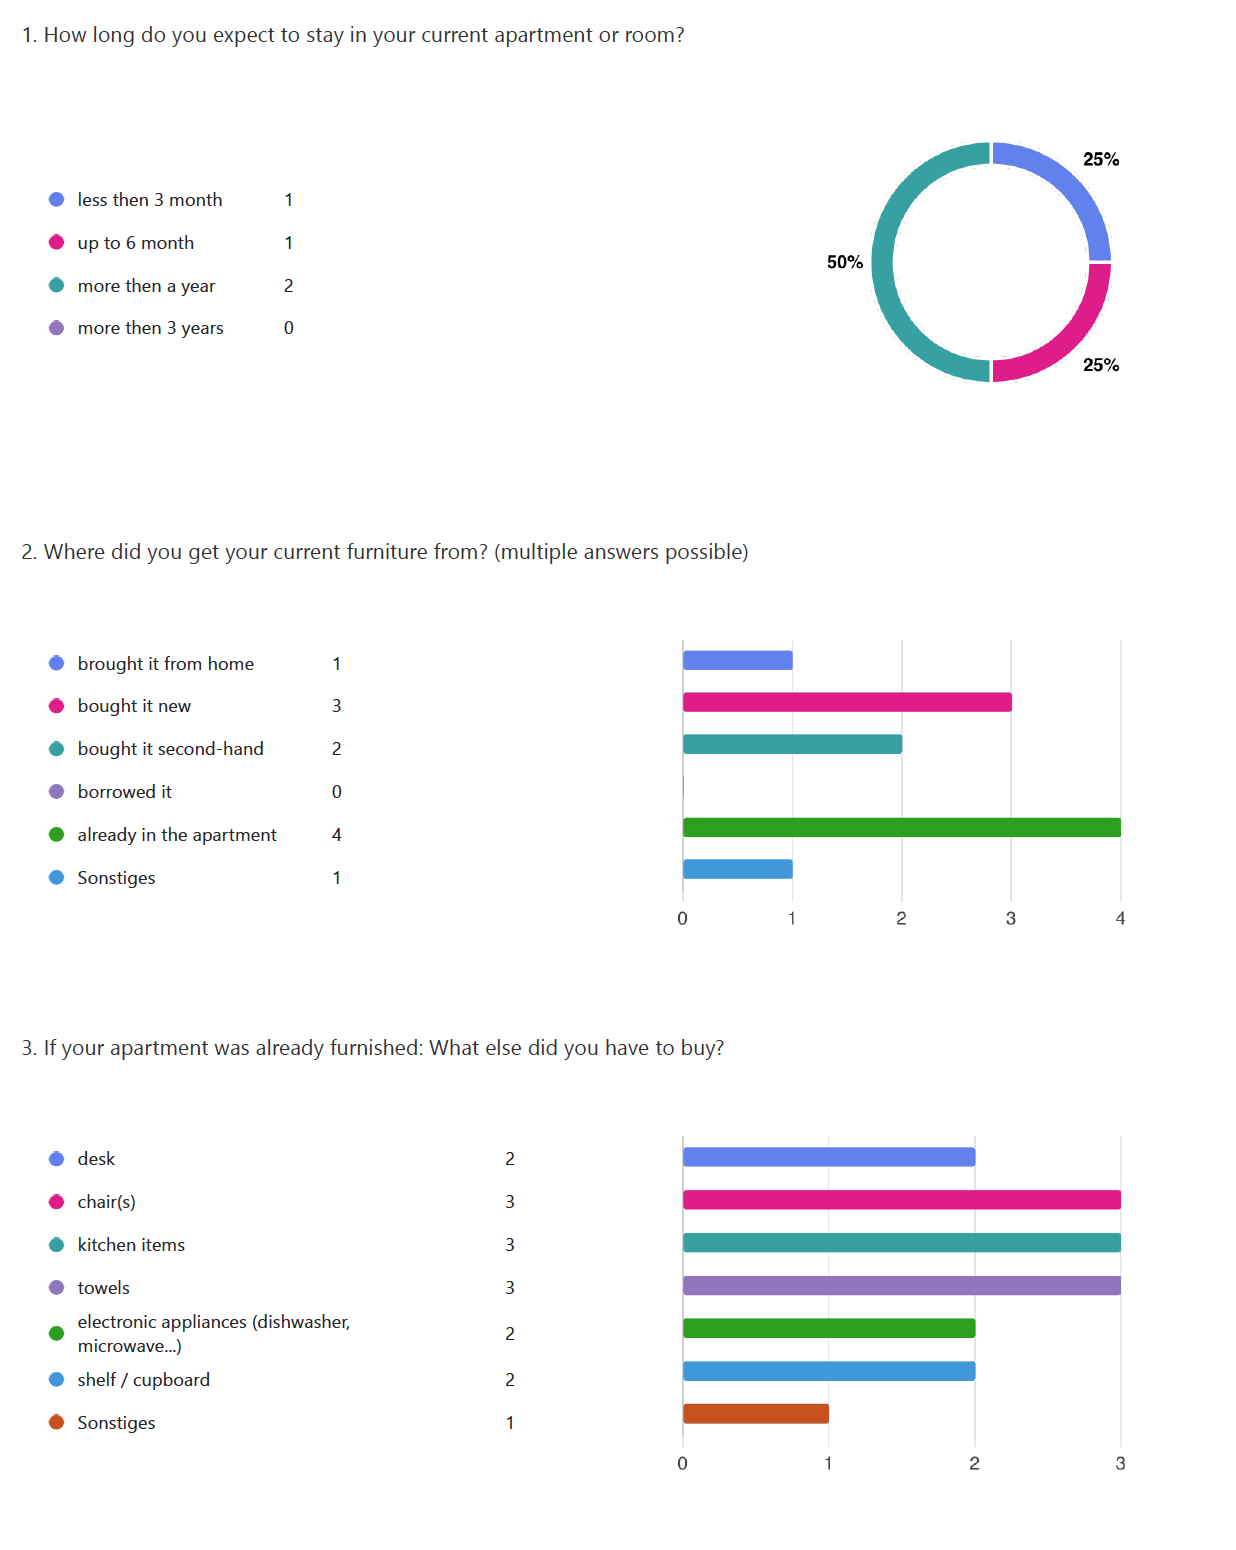 1. How long do you expect to stay in your current apartment or room?
less then 3 month 1
up to 6 month 1
more then a year 2
more then 3 years 0
25%
50%
25%
2. Where did you get your current furniture from? (multiple answers possible)
brought it from home 1
bought it new 3
bought it second-hand 2
borrowed it 0
already in the apartment 4
Sonstiges 1
0 1 2 3 4
3. If your apartment was already furnished: What else did you have to buy?
desk 2
chair(s) 3
kitchen items 3
towels 3
electronic appliances (dishwasher,
microwave...) 2
shelf / cupboard 2
Sonstiges 1
0 1 2 3